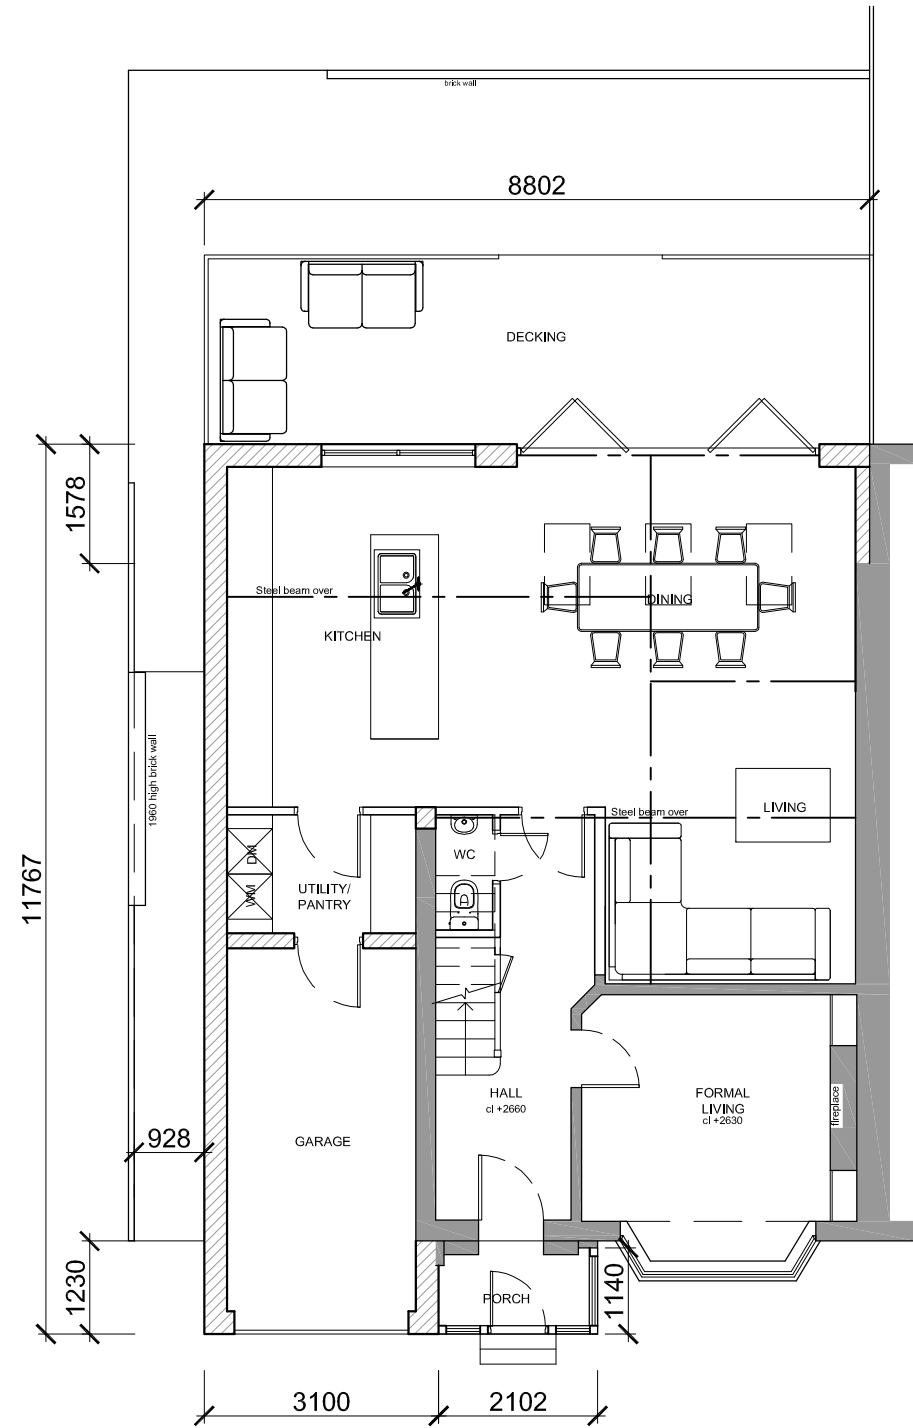 brick wall
8802
DECKING
1578
Steel beam over
DINING
KITCHEN
1960 high brick wall
LIVING
Steel beam over
DM
WC
11767
WM
UTILITY/
PANTRY
HALL
cl +2660
FORMAL
LIVING
cl +2630
fireplace
928
GARAGE
1230
1140
PORCH
3100
2102